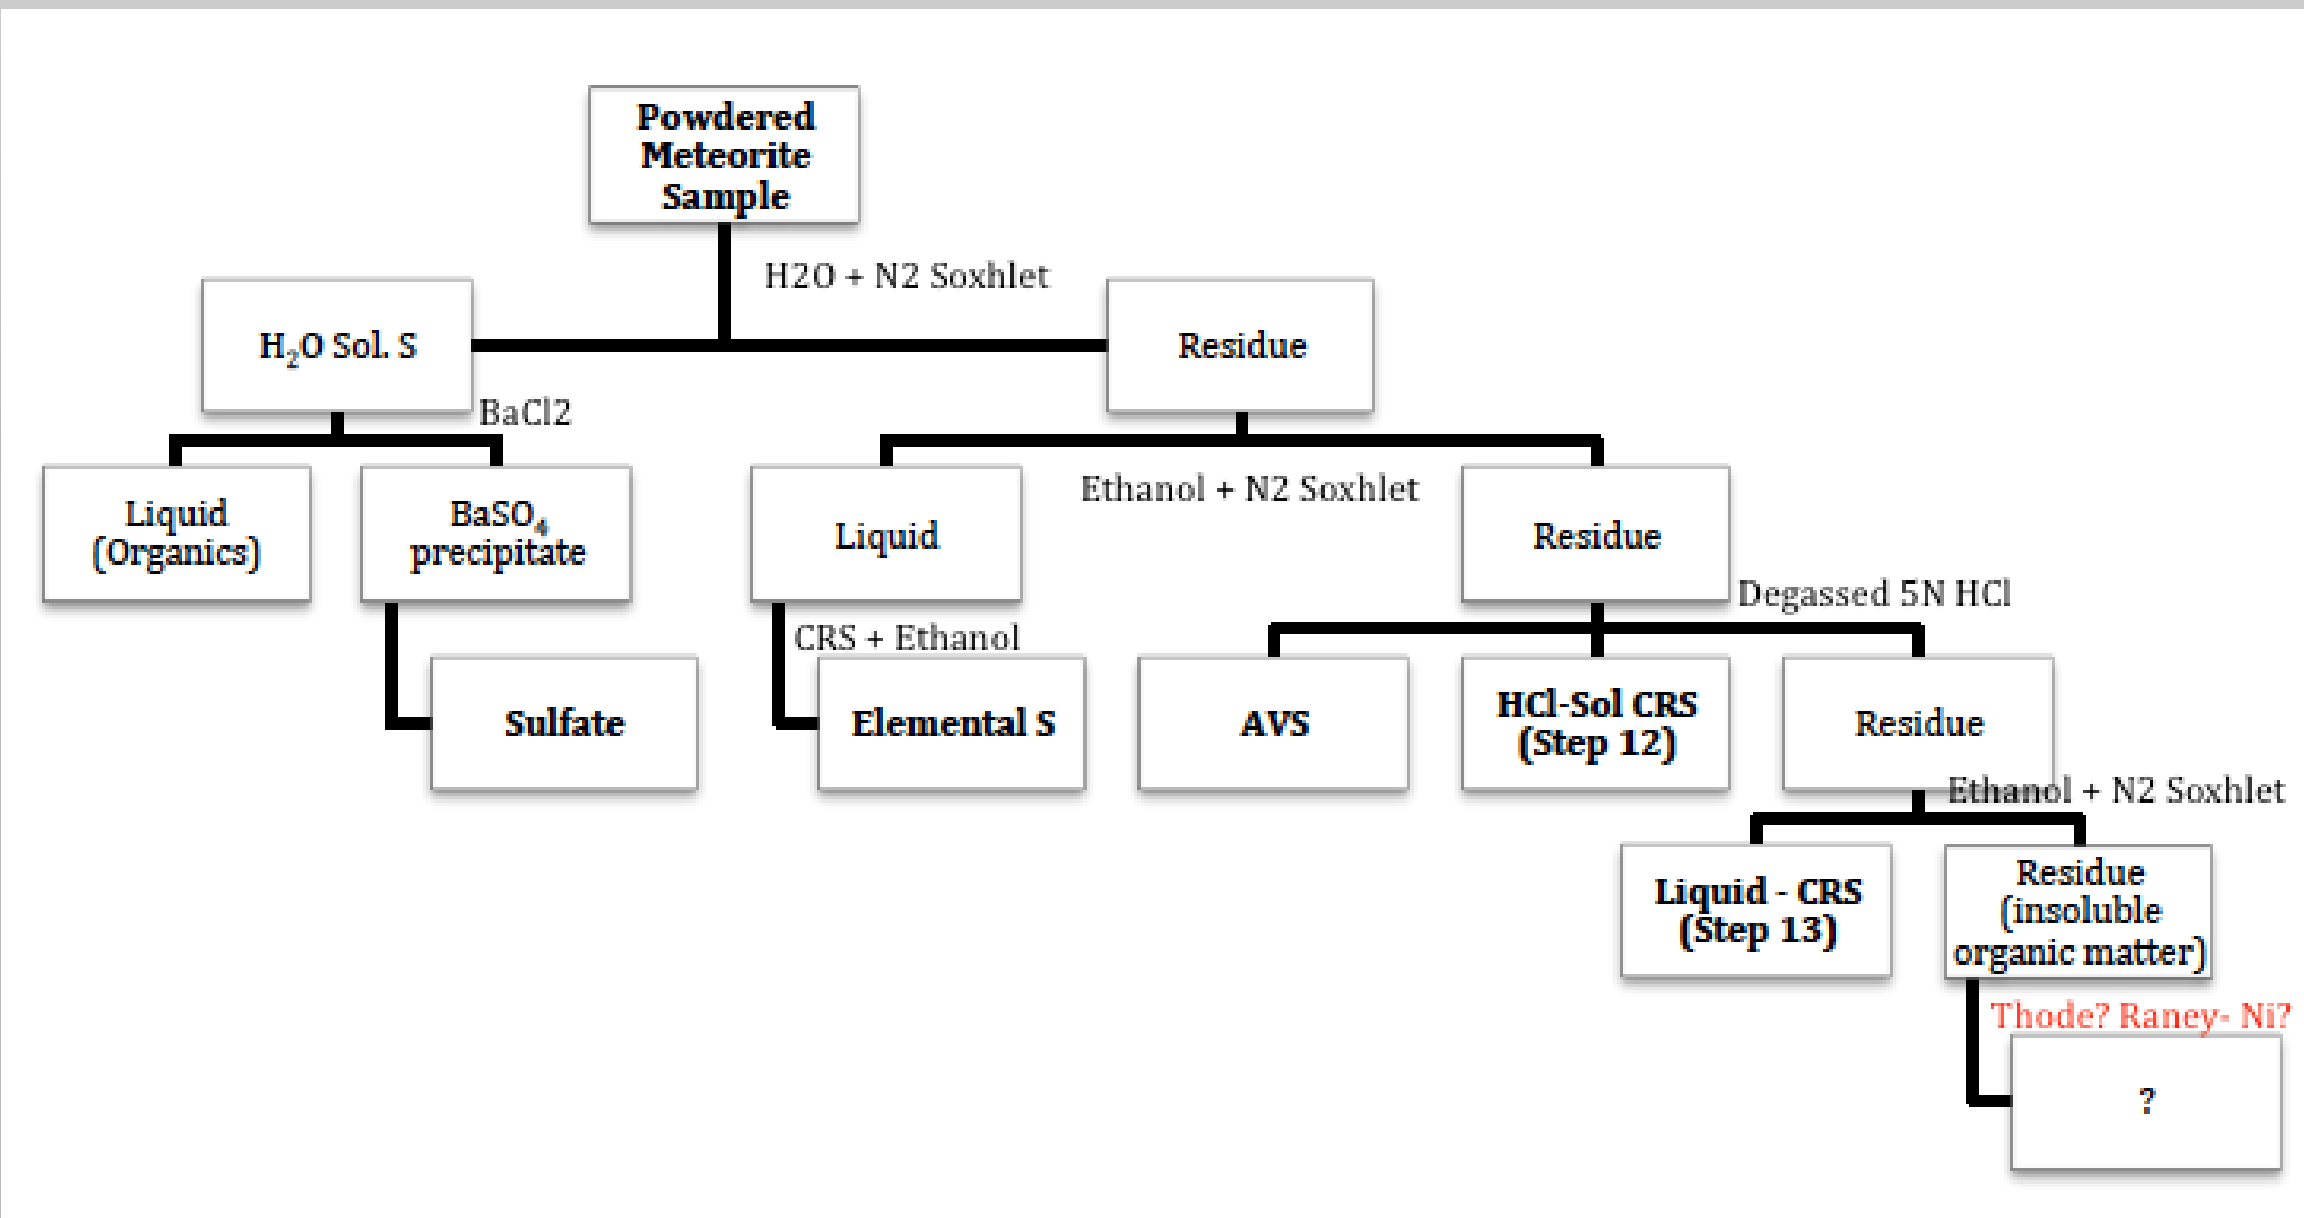 Powdered
Meteorite
Sample
H2O + N2 Soxhlet
H₂O Sol. S
Residue
BaCl2
Liquid
(Organics)
BaSO₄
precipitate
Liquid
Ethanol + N2 Soxhlet
Residue
Degassed 5N HCl
CRS + Ethanol
Sulfate
Elemental S
AVS
HCl-Sol CRS
(Step 12)
Residue
Ethanol + N2 Soxhlet
Liquid - CRS
(Step 13)
Residue
(insoluble
organic matter)
Thode? Raney- Ni?
?